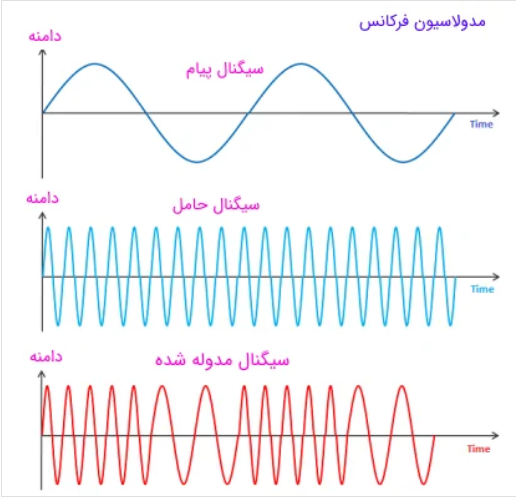 مدولاسیون فرکانس
دامنه
سیگنال پیام
Time
دامنه
سیگنال حامل
Time
دامنه
سیگنال مدوله شده
Time